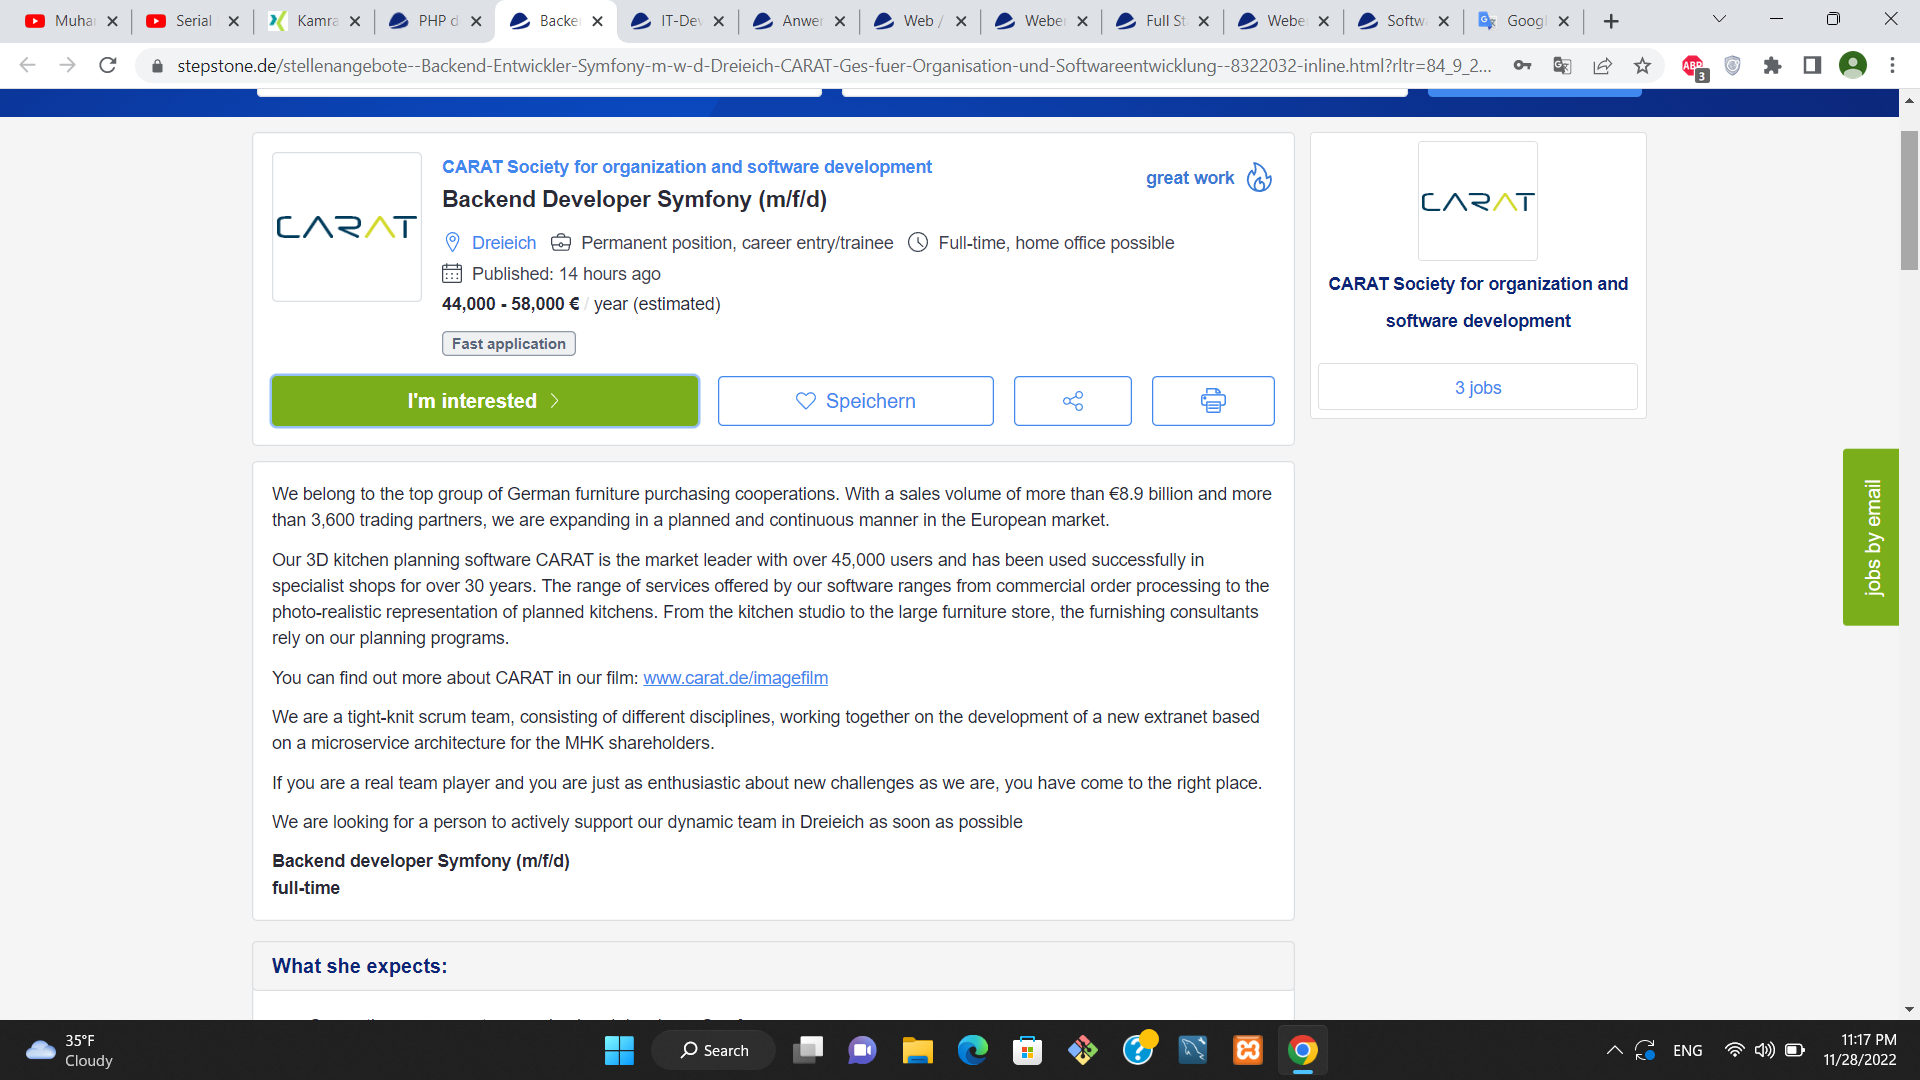 Muhar
Serial
Kamra
PHP d
Backe
IT-Dev
Anwer
Web /
Weber
Full St
Weber
Softwa
Googl
stepstone.de/stellenangebote--Backend-Entwickler-Symfony-m-w-d-Dreieich-CARAT-Ges-fuer-Organisation-und-Softwareentwicklung--8322032-inline.html?rltr=84_9_2...
ABP
3
CARAT
CARAT Society for organization and software development
great work
Backend Developer Symfony (m/f/d)
Dreieich Permanent position, career entry/trainee Full-time, home office possible
Published: 14 hours ago
44,000 - 58,000 € / year (estimated)
Fast application
I'm interested
Speichern
CARAT
CARAT Society for organization and
software development
3 jobs
jobs by email
We belong to the top group of German furniture purchasing cooperations. With a sales volume of more than €8.9 billion and more
than 3,600 trading partners, we are expanding in a planned and continuous manner in the European market.
Our 3D kitchen planning software CARAT is the market leader with over 45,000 users and has been used successfully in
specialist shops for over 30 years. The range of services offered by our software ranges from commercial order processing to the
photo-realistic representation of planned kitchens. From the kitchen studio to the large furniture store, the furnishing consultants
rely on our planning programs.
You can find out more about CARAT in our film: www.carat.de/imagefilm
We are a tight-knit scrum team, consisting of different disciplines, working together on the development of a new extranet based
on a microservice architecture for the MHK shareholders.
If you are a real team player and you are just as enthusiastic about new challenges as we are, you have come to the right place.
We are looking for a person to actively support our dynamic team in Dreieich as soon as possible
Backend developer Symfony (m/f/d)
full-time
What she expects:
35°F
Cloudy
Search
ENG
11:17 PM
11/28/2022